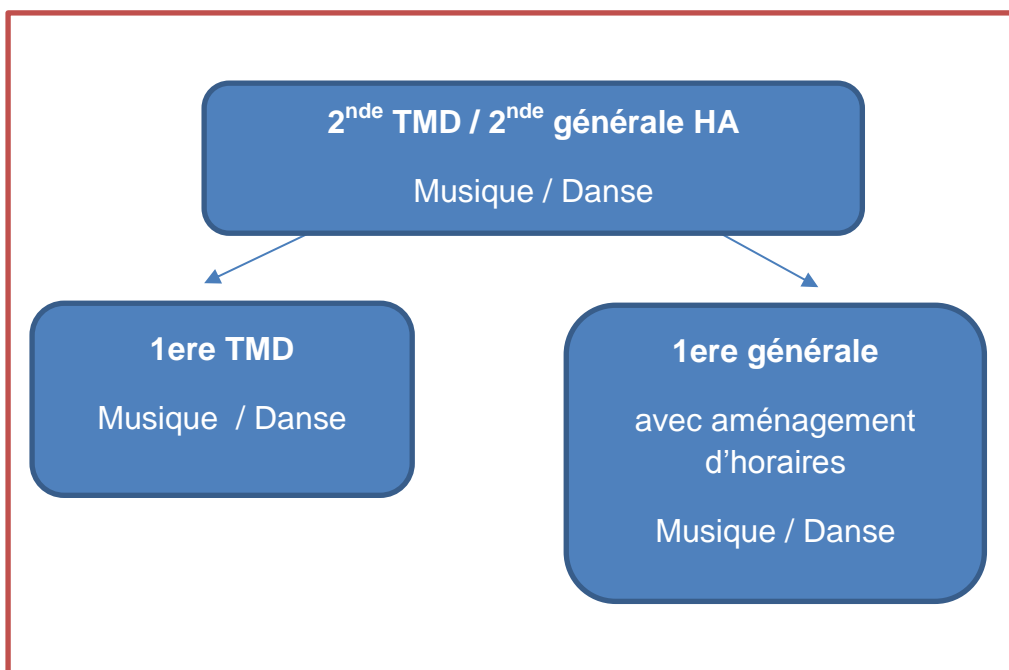 2nde TMD / 2nde générale HA
Musique / Danse
1ere TMD
Musique / Danse
1ere générale
avec aménagement
d'horaires
Musique / Danse